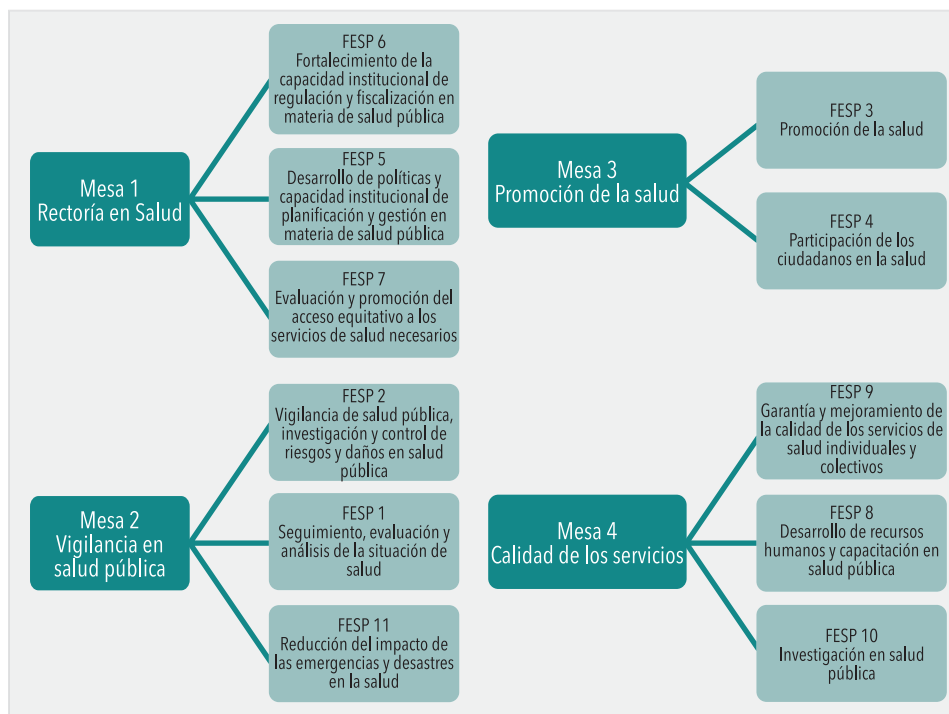 Mesa 1
Rectoría en Salud
FESP 6
Fortalecimiento de la
capacidad institucional de
regulación y fiscalización en
materia de salud pública
FESP 5
Desarrollo de políticas y
capacidad institucional de
planificación y gestión en
materia de salud pública
FESP 7
Evaluación y promoción del
acceso equitativo a los
servicios de salud necesarios
Mesa 2
Vigilancia en
salud pública
FESP 2
Vigilancia de salud pública,
investigación y control de
riesgos y daños en salud
pública
FESP 1
Seguimiento, evaluación y
análisis de la situación de
salud
FESP 11
Reducción del impacto de
las emergencias y desastres
en la salud
Mesa 3
Promoción de la salud
FESP 3
Promoción de la salud
FESP 4
Participación de los
ciudadanos en la salud
Mesa 4
Calidad de los servicios
FESP 9
Garantía y mejoramiento de
la calidad de los servicios de
salud individuales y
colectivos
FESP 8
Desarrollo de recursos
humanos y capacitación en
salud pública
FESP 10
Investigación en salud
pública